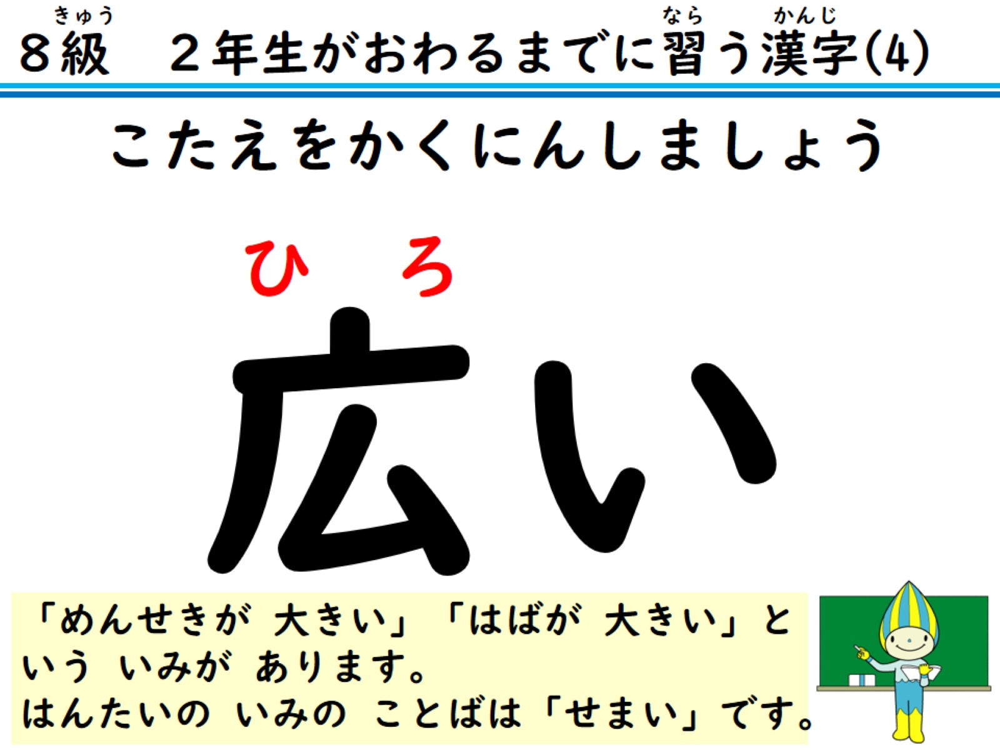 きゅう なら かんじ
8級 2年生がおわるまでに習う漢字(4)
こたえをかくにんしましょう
ひろ
広い
「めんせきが 大きい」「はばが 大きい」と
いう いみが あります。
はんたいの いみの ことばは「せまい」です。